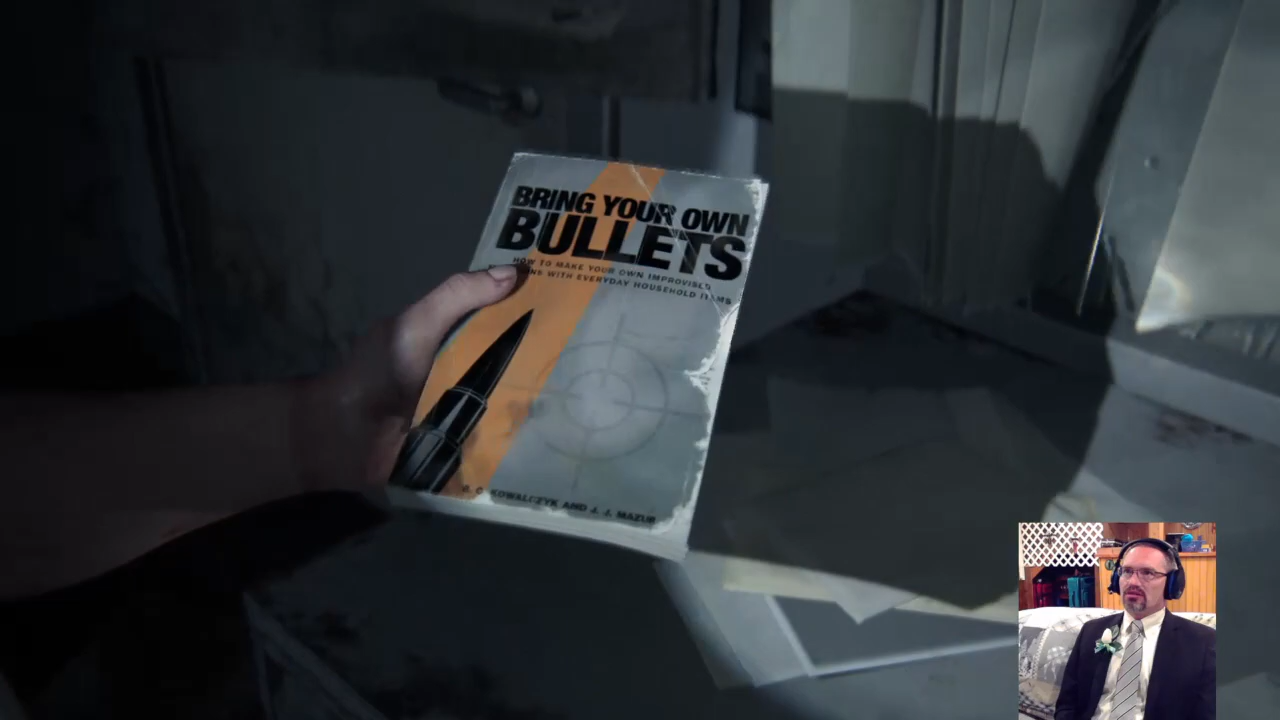 BRING YOUR OWN
BULLETS
HOW TO MAKE YOUR OWN IMPROVISED
WITH EVERYDAY HOUSEHOLD ITEMS
C. KOWALCZYK AND J. J. MAZUR